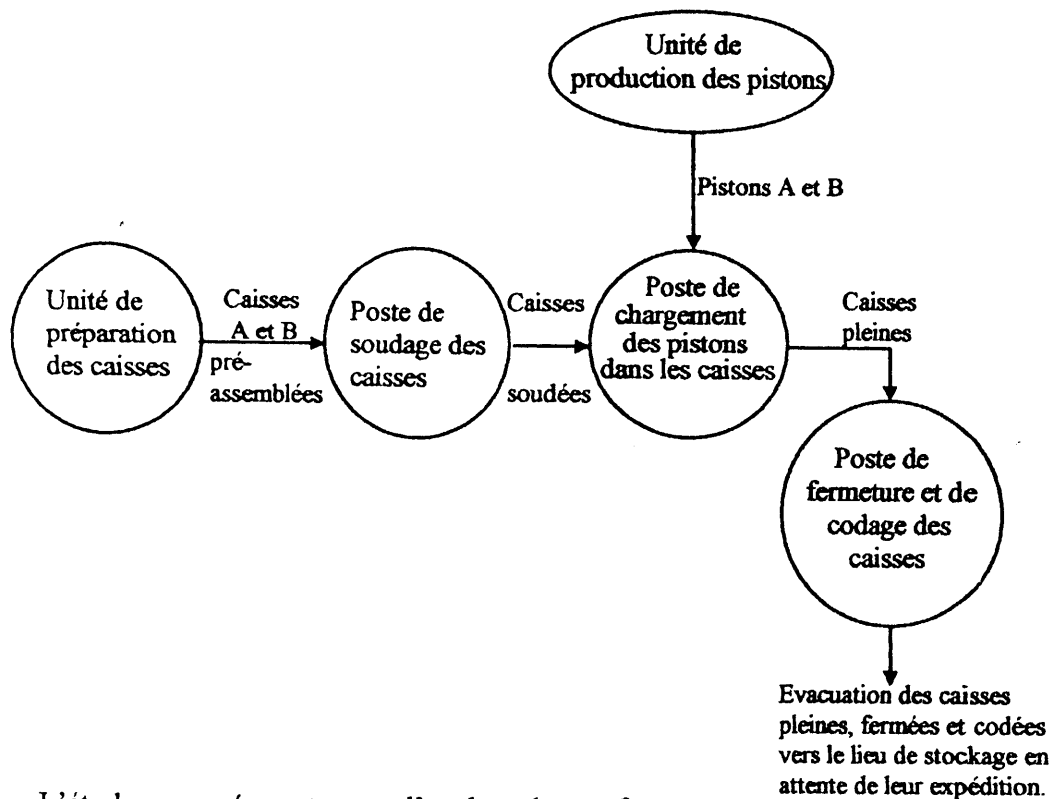 Unité de
production des pistons
Pistons A et B
Unité de
préparation
des caisses
Caisses
A et B
pré-
assemblées
Poste de
soudage des
caisses
Caisses
soudées
Poste de
chargement
des pistons
dans les caisses
Caisses
pleines
Poste de
fermeture et de
codage des
caisses
Evacuation des caisses
pleines, fermées et codées
vers le lieu de stockage en
attente de leur expédition.